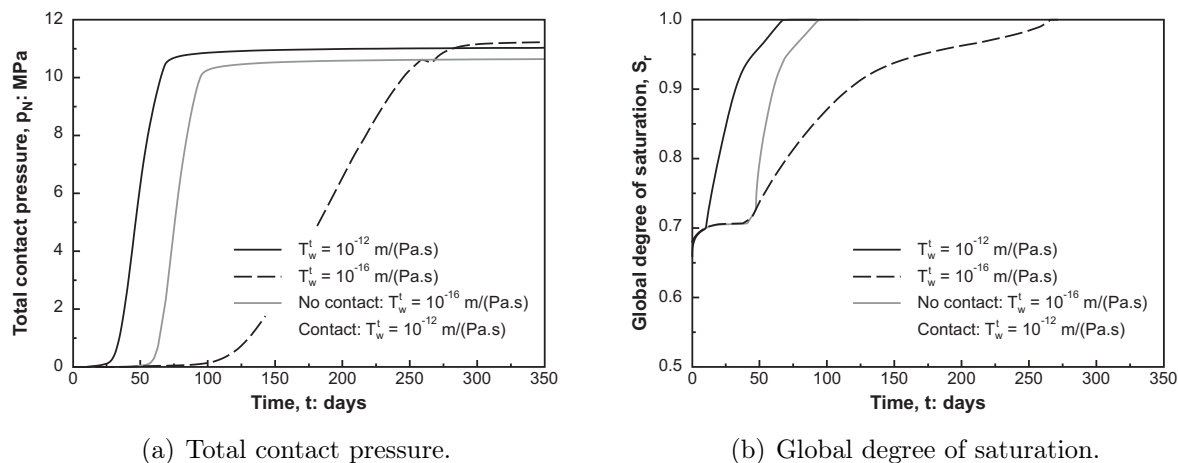 12
10
8
6
4
2
0
Total contact pressure, p_N: MPa
T_w^t = 10^-12 m/(Pa.s)
T_w^t = 10^-16 m/(Pa.s)
No contact: T_w^t = 10^-16 m/(Pa.s)
Contact: T_w^t = 10^-12 m/(Pa.s)
0 50 100 150 200 250 300 350
Time, t: days
(a) Total contact pressure.
1.0
0.9
0.8
0.7
0.6
0.5
Global degree of saturation, S_r
T_w^t = 10^-12 m/(Pa.s)
T_w^t = 10^-16 m/(Pa.s)
No contact: T_w^t = 10^-16 m/(Pa.s)
Contact: T_w^t = 10^-12 m/(Pa.s)
0 50 100 150 200 250 300 350
Time, t: days
(b) Global degree of saturation.